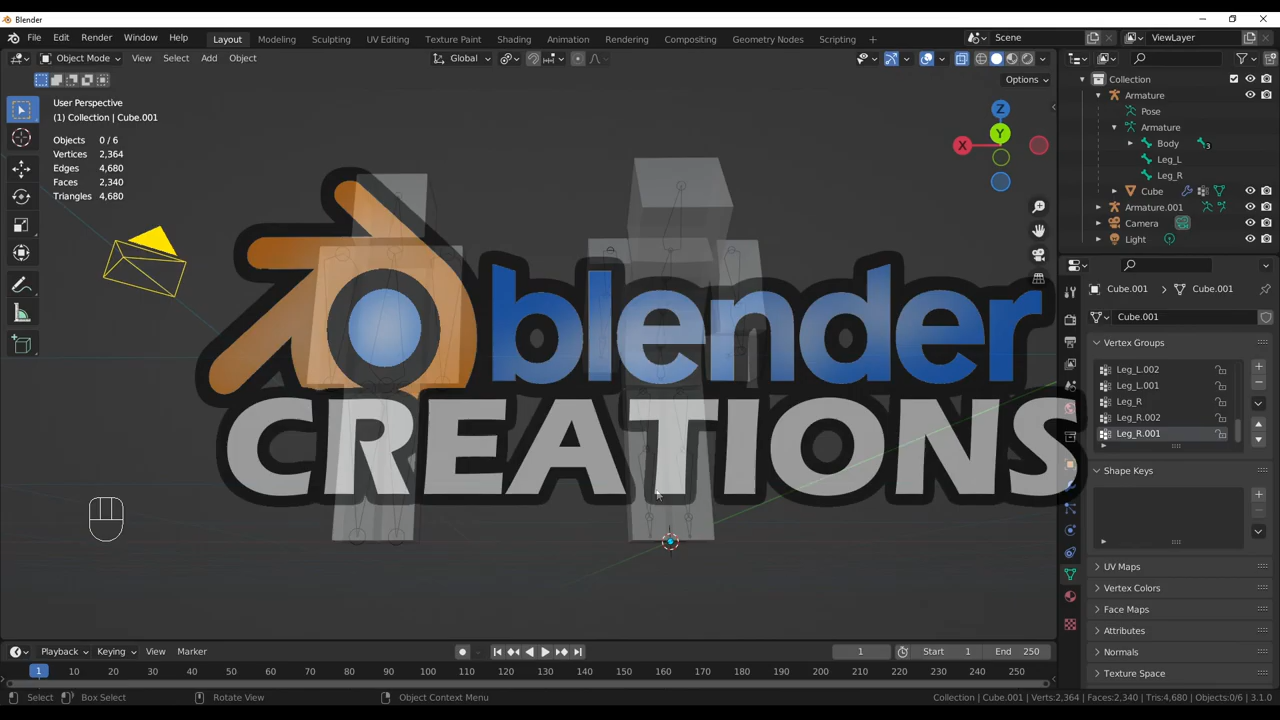 Blender
File Edit Render Window Help Layout Modeling Sculpting UV Editing Texture Paint Shading Animation Rendering Compositing Geometry Nodes Scripting + Scene ViewLayer
Object Mode View Select Add Object Global
Options
User Perspective
(1) Collection | Cube.001
Objects 0 / 6
Vertices 2,364
Edges 4,680
Faces 2,340
Triangles 4,680
Z
Y
X
blender
CREATIONS
Collection
Armature
Pose
Armature
Body 3
Leg_L
Leg_R
Cube
Armature.001
Camera
Light
Cube.001 > Cube.001
Cube.001
Vertex Groups
Leg_L.002
Leg_L.001
Leg_R
Leg_R.002
Leg_R.001
Shape Keys
UV Maps
Vertex Colors
Face Maps
Attributes
Normals
Texture Space
Playback Keying View Marker 1 Start 1 End 250
1 10 20 30 40 50 60 70 80 90 100 110 120 130 140 150 160 170 180 190 200 210 220 230 240 250
Select Box Select Rotate View Object Context Menu Collection | Cube.001 | Verts:2,364 | Faces:2,340 | Tris:4,680 | Objects:0/6 | 3.1.0